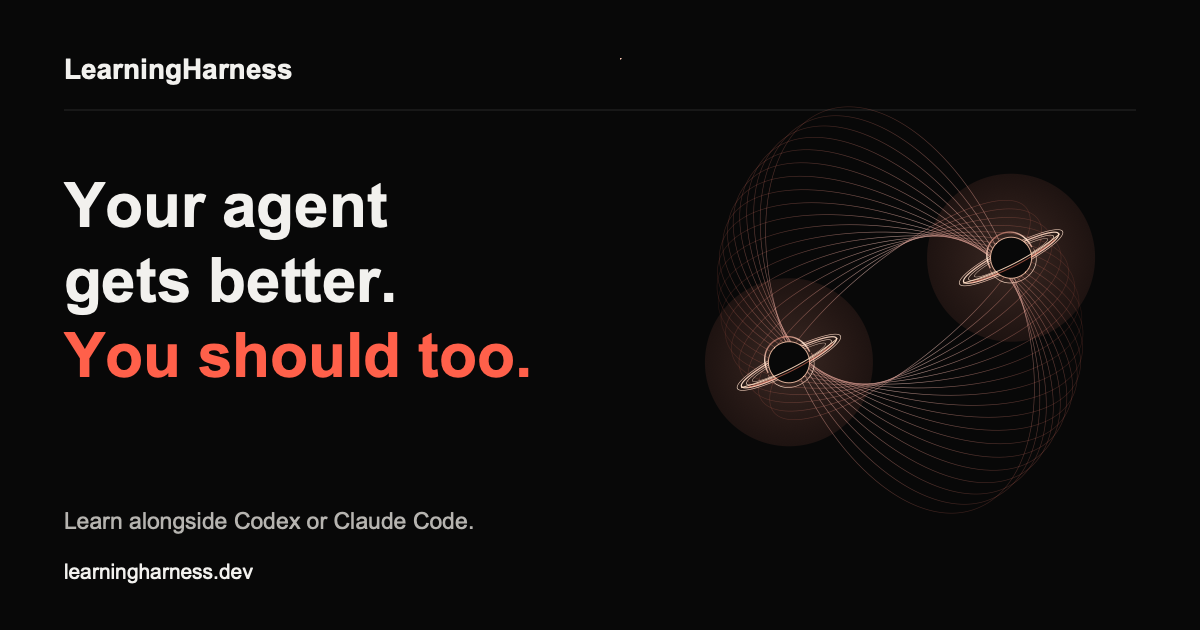 LearningHarness
Your agent
gets better.
You should too.
Learn alongside Codex or Claude Code.
learningharness.dev